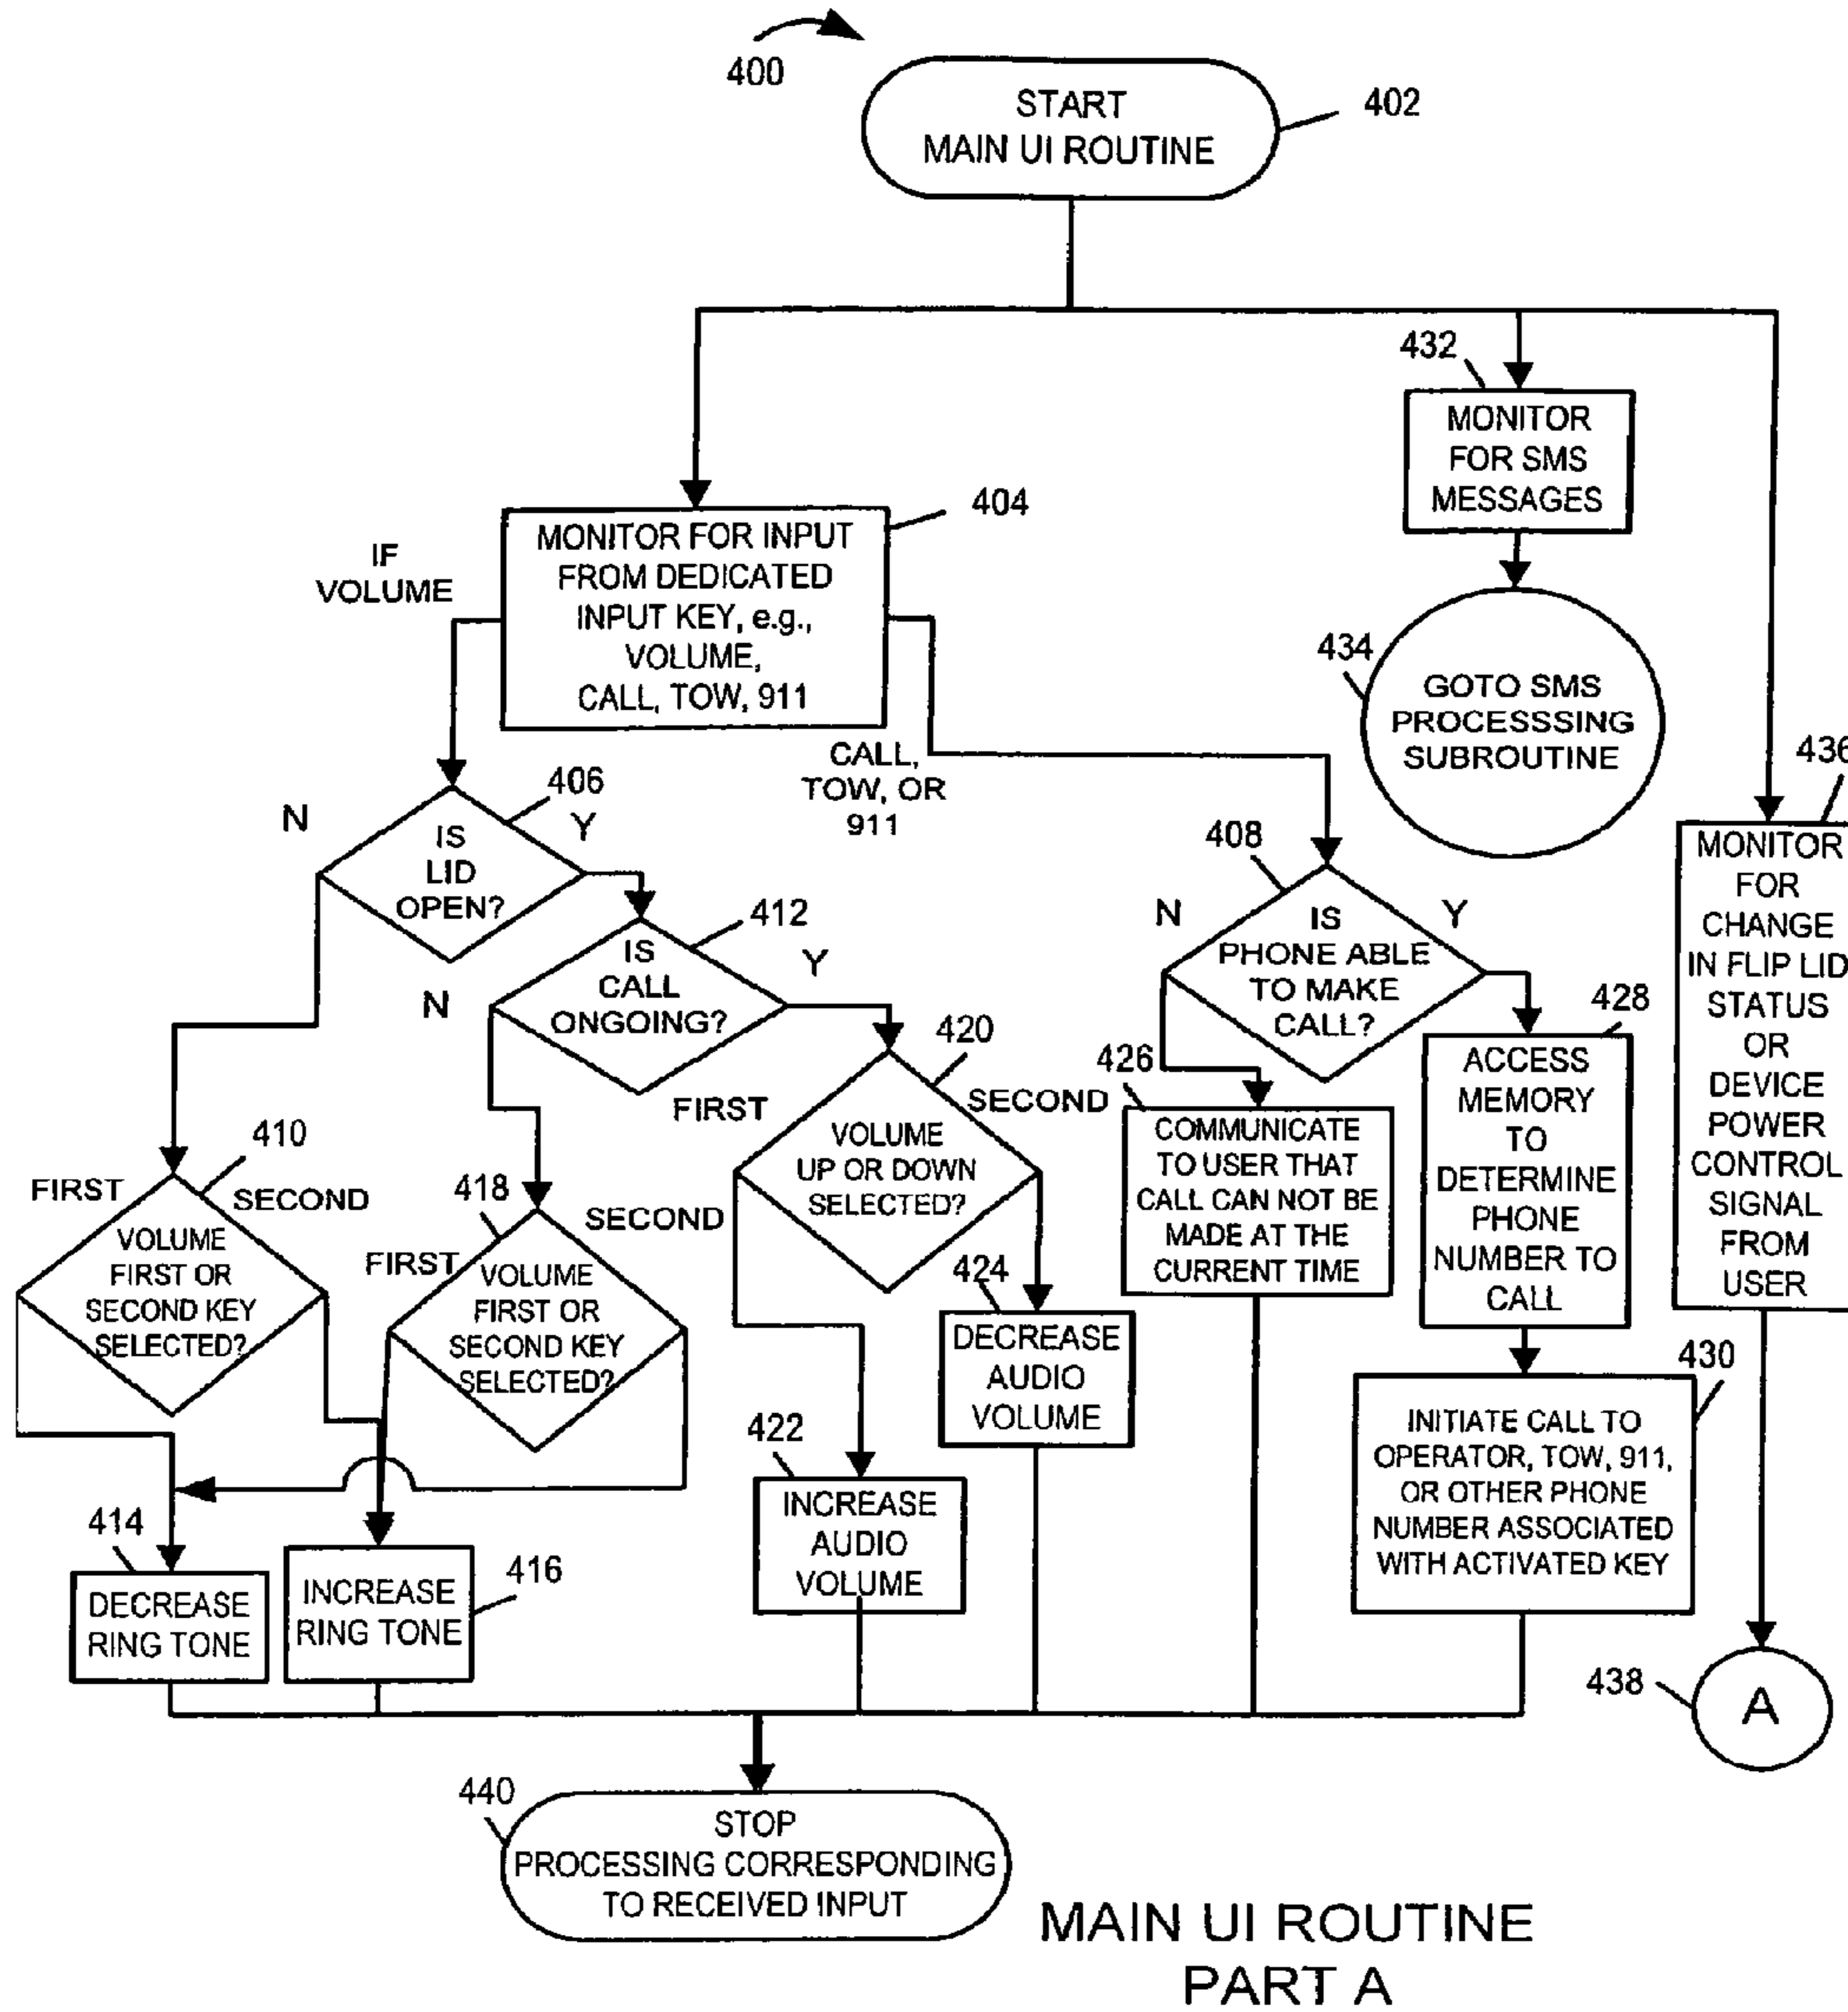 400
START
MAIN UI ROUTINE
402
432
MONITOR
FOR SMS
MESSAGES
434
GOTO SMS
PROCESSSING
SUBROUTINE
404
MONITOR FOR INPUT
FROM DEDICATED
INPUT KEY, e.g.,
VOLUME,
CALL, TOW, 911
IF
VOLUME
CALL,
TOW, OR
911
406
N
Y
IS
LID
OPEN?
412
N
Y
IS
CALL
ONGOING?
408
N
Y
IS
PHONE ABLE
TO MAKE
CALL?
436
MONITOR
FOR
CHANGE
IN FLIP LID
STATUS
OR
DEVICE
POWER
CONTROL
SIGNAL
FROM
USER
410
FIRST
SECOND
VOLUME
FIRST OR
SECOND KEY
SELECTED?
418
FIRST
SECOND
VOLUME
FIRST OR
SECOND KEY
SELECTED?
420
FIRST
SECOND
VOLUME
UP OR DOWN
SELECTED?
426
COMMUNICATE
TO USER THAT
CALL CAN NOT BE
MADE AT THE
CURRENT TIME
428
ACCESS
MEMORY
TO
DETERMINE
PHONE
NUMBER TO
CALL
424
DECREASE
AUDIO
VOLUME
422
INCREASE
AUDIO
VOLUME
430
INITIATE CALL TO
OPERATOR, TOW, 911,
OR OTHER PHONE
NUMBER ASSOCIATED
WITH ACTIVATED KEY
414
DECREASE
RING TONE
416
INCREASE
RING TONE
438
A
440
STOP
PROCESSING CORRESPONDING
TO RECEIVED INPUT
MAIN UI ROUTINE
PART A